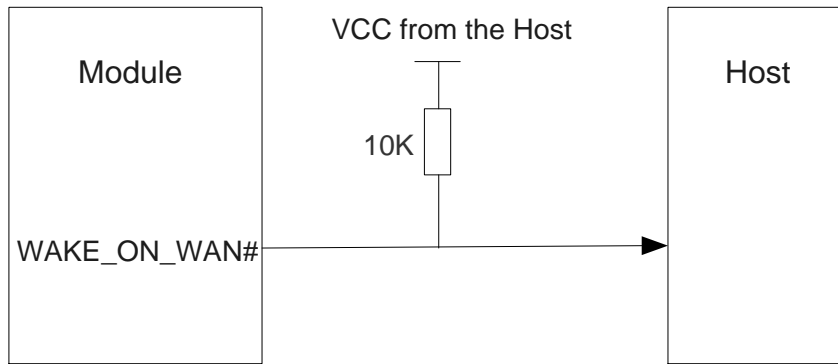 VCC from the Host
Module
Host
10K
WAKE_ON_WAN#